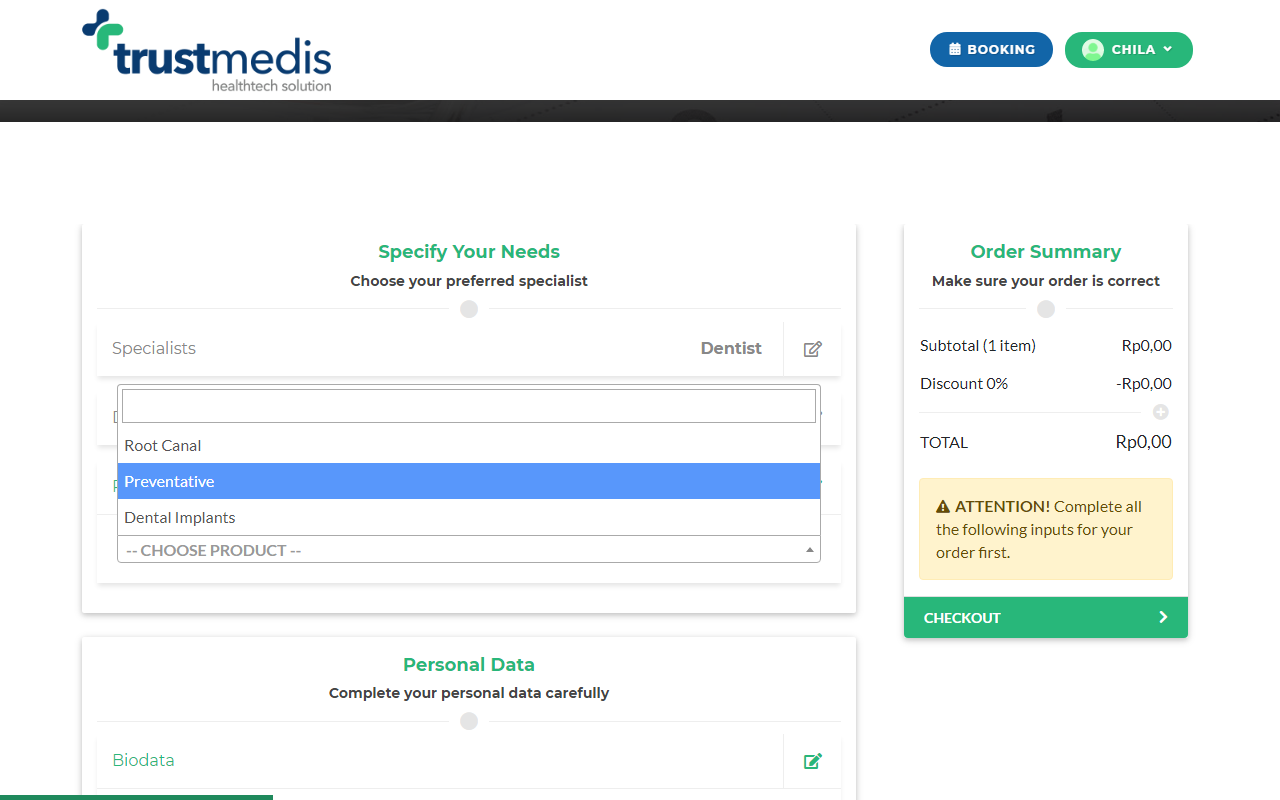 trustmedis
healthtech solution
BOOKING
CHILA
Specify Your Needs
Choose your preferred specialist
Specialists
Dentist
Root Canal
Preventative
Dental Implants
-- CHOOSE PRODUCT --
Personal Data
Complete your personal data carefully
Biodata
Order Summary
Make sure your order is correct
Subtotal (1 item) Rp0,00
Discount 0% -Rp0,00
TOTAL Rp0,00
ATTENTION! Complete all
the following inputs for your
order first.
CHECKOUT